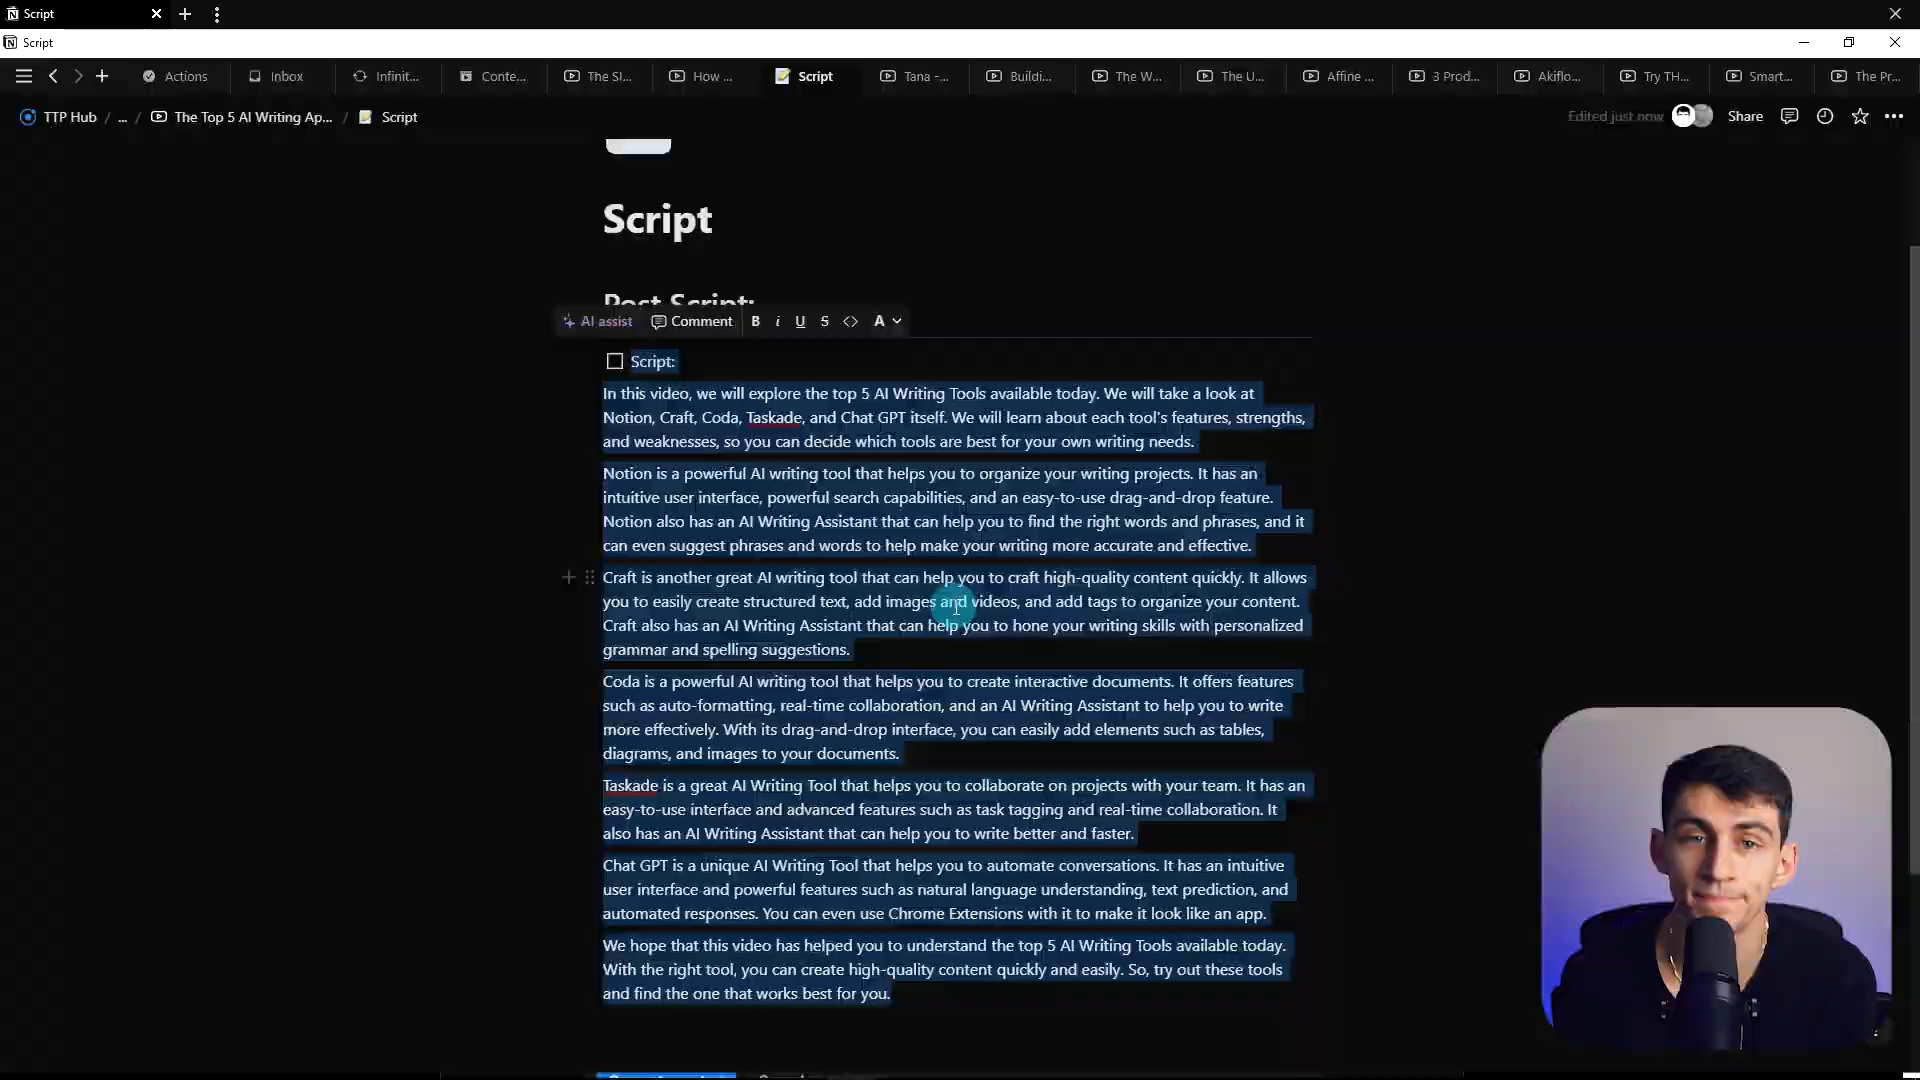 Script
Script
Actions
Inbox
Infinit...
Conte...
The Sl...
How ...
Script
Tana -...
Buildi...
The W...
The U...
Affine ...
3 Prod...
Akiflo...
Try TH...
Smart...
The Pr...
TTP Hub / ... / The Top 5 AI Writing Ap... / Script
Edited just now
Share
Script
Post Script:
AI assist
Comment
B i U S <> A
Script:
In this video, we will explore the top 5 AI Writing Tools available today. We will take a look at
Notion, Craft, Coda, Taskade, and Chat GPT itself. We will learn about each tool's features, strengths,
and weaknesses, so you can decide which tools are best for your own writing needs.
Notion is a powerful AI writing tool that helps you to organize your writing projects. It has an
intuitive user interface, powerful search capabilities, and an easy-to-use drag-and-drop feature.
Notion also has an AI Writing Assistant that can help you to find the right words and phrases, and it
can even suggest phrases and words to help make your writing more accurate and effective.
Craft is another great AI writing tool that can help you to craft high-quality content quickly. It allows
you to easily create structured text, add images and videos, and add tags to organize your content.
Craft also has an AI Writing Assistant that can help you to hone your writing skills with personalized
grammar and spelling suggestions.
Coda is a powerful AI writing tool that helps you to create interactive documents. It offers features
such as auto-formatting, real-time collaboration, and an AI Writing Assistant to help you to write
more effectively. With its drag-and-drop interface, you can easily add elements such as tables,
diagrams, and images to your documents.
Taskade is a great AI Writing Tool that helps you to collaborate on projects with your team. It has an
easy-to-use interface and advanced features such as task tagging and real-time collaboration. It
also has an AI Writing Assistant that can help you to write better and faster.
Chat GPT is a unique AI Writing Tool that helps you to automate conversations. It has an intuitive
user interface and powerful features such as natural language understanding, text prediction, and
automated responses. You can even use Chrome Extensions with it to make it look like an app.
We hope that this video has helped you to understand the top 5 AI Writing Tools available today.
With the right tool, you can create high-quality content quickly and easily. So, try out these tools
and find the one that works best for you.